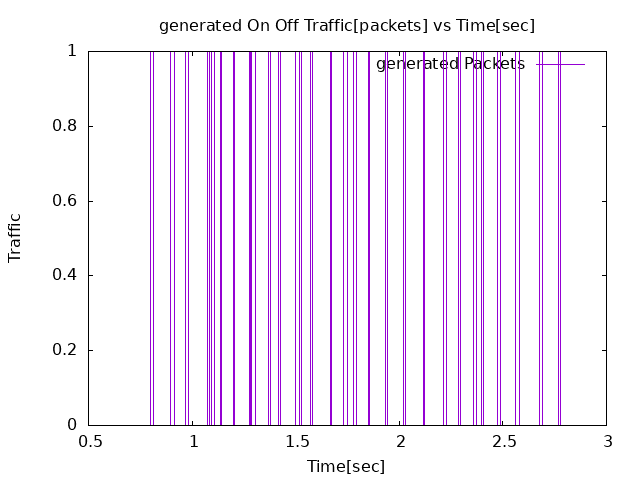 generated On Off Traffic[packets] vs Time[sec]
generated Packets
1
0.8
0.6
0.4
0.2
0
Traffic
0.5 1 1.5 2 2.5 3
Time[sec]